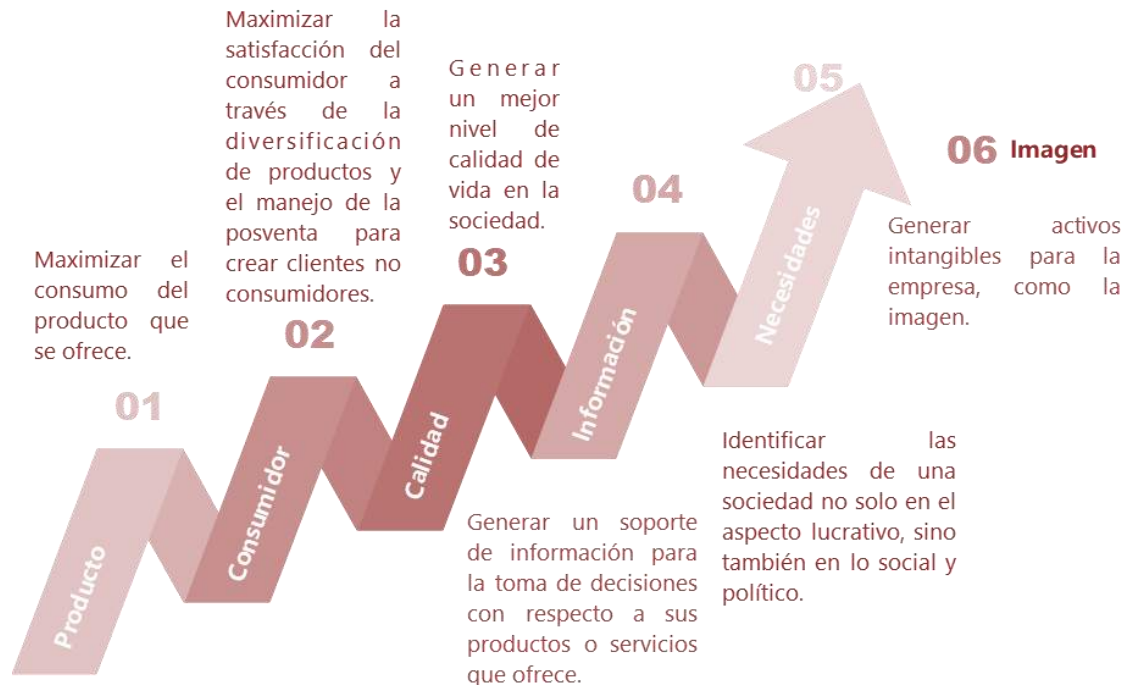 Maximizar el
consumo del
producto que
se ofrece.
01
Producto
Maximizar la
satisfacción del
consumidor a
través de la
diversificación
de productos y
el manejo de la
posventa para
crear clientes no
consumidores.
02
Consumidor
Generar
un mejor
nivel de
calidad de
vida en la
sociedad.
03
Calidad
04
Información
Generar un soporte
de información para
la toma de decisiones
con respecto a sus
productos o servicios
que ofrece.
05
Necesidades
Identificar las
necesidades de una
sociedad no solo en el
aspecto lucrativo, sino
también en lo social y
político.
06 Imagen
Generar activos
intangibles para la
empresa, como la
imagen.